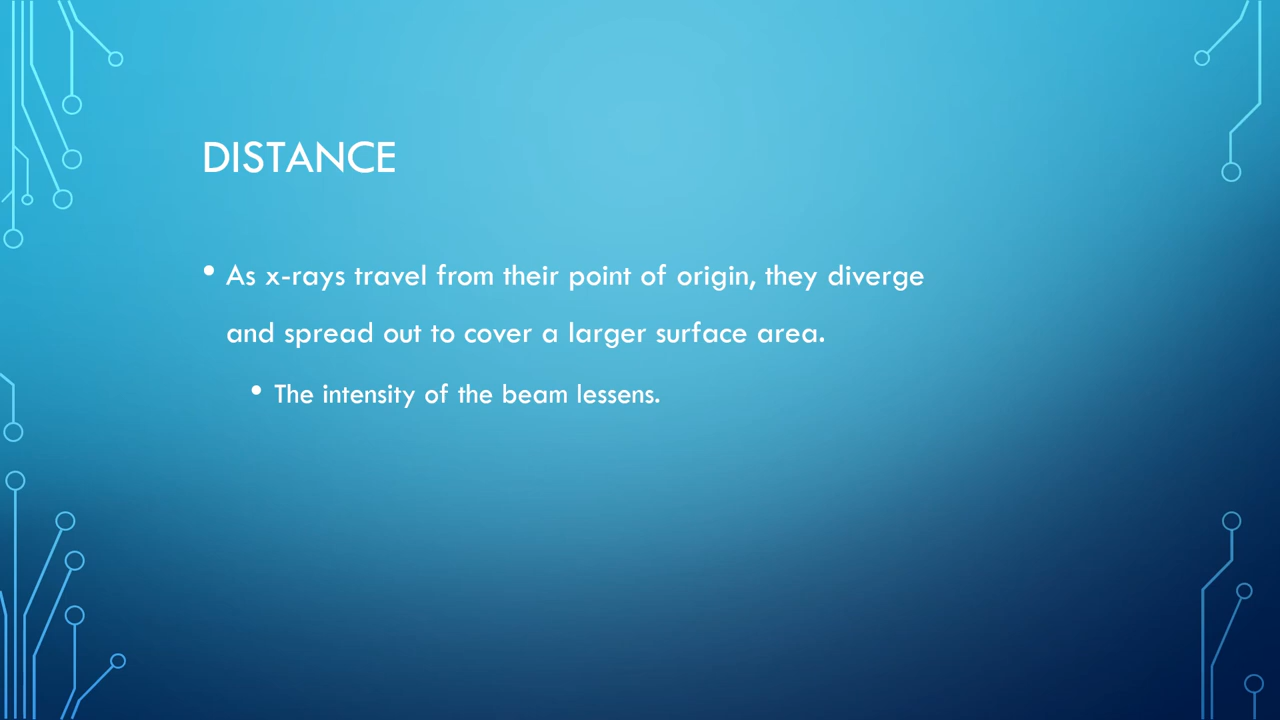 DISTANCE
• As x-rays travel from their point of origin, they diverge
and spread out to cover a larger surface area.
• The intensity of the beam lessens.